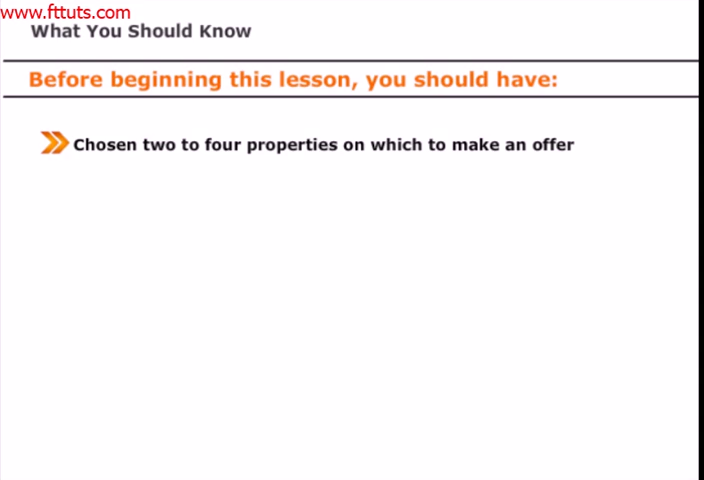 www.fttuts.com
What You Should Know
Before beginning this lesson, you should have:
Chosen two to four properties on which to make an offer